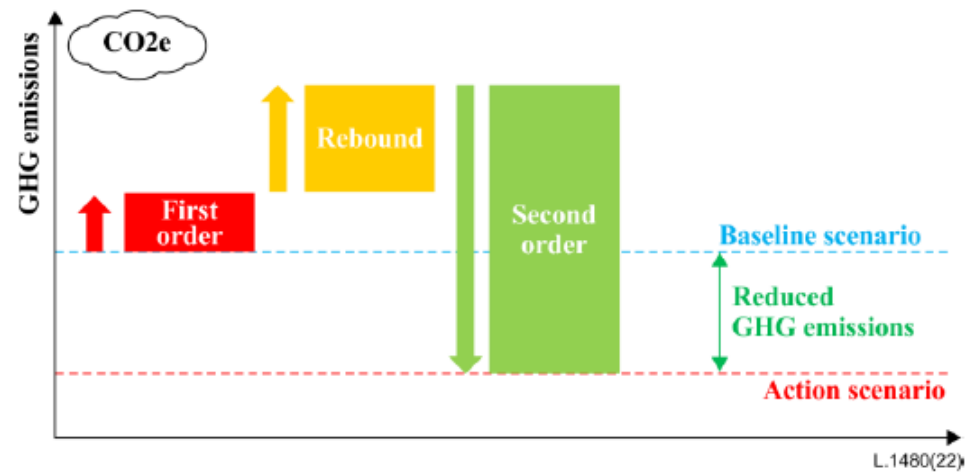 CO2e
GHG emissions
Rebound
First
order
Second
order
Baseline scenario
Reduced
GHG emissions
Action scenario
L.1480(22)